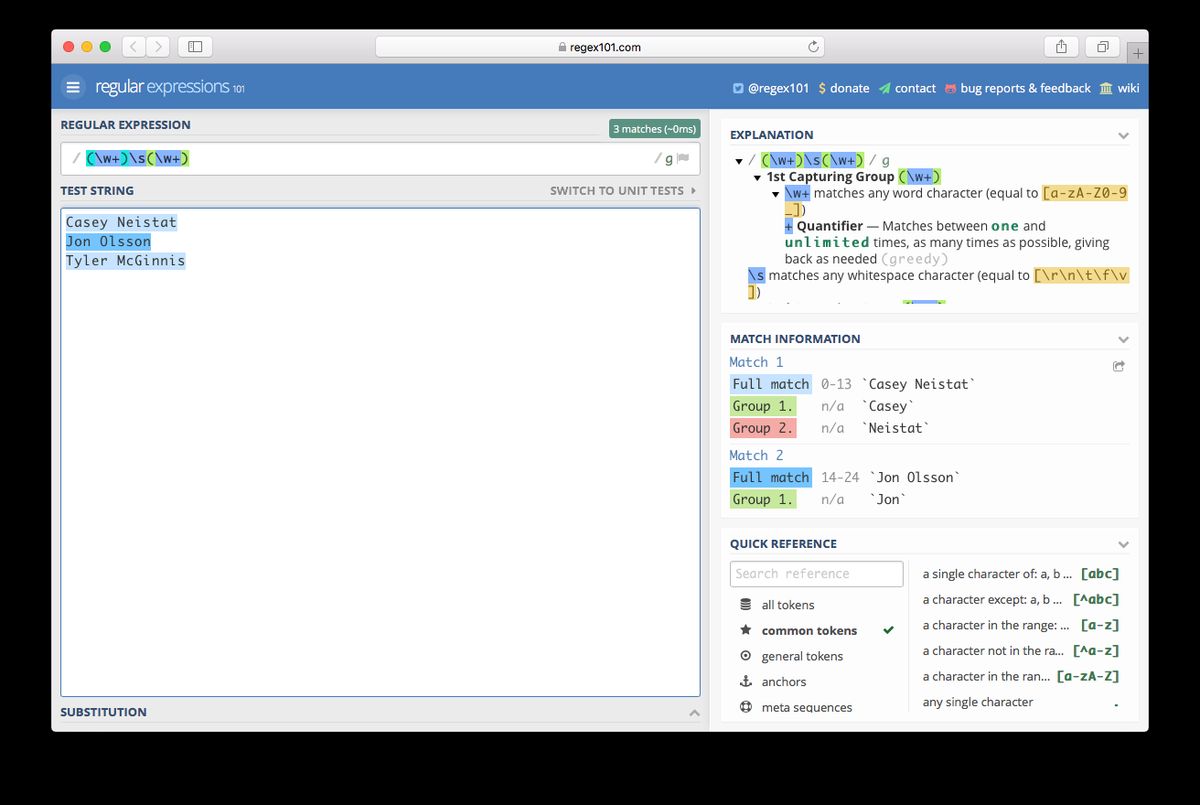 regex101.com
regular expressions 101
@regex101 $ donate contact bug reports & feedback wiki
REGULAR EXPRESSION
3 matches (~0ms)
/ (\w+)\s(\w+) / g
TEST STRING
SWITCH TO UNIT TESTS
Casey Neistat
Jon Olsson
Tyler McGinnis
SUBSTITUTION
EXPLANATION
/ (\w+)\s(\w+) / g
1st Capturing Group (\w+)
\w+ matches any word character (equal to [a-zA-Z0-9
_])
+ Quantifier — Matches between one and
unlimited times, as many times as possible, giving
back as needed (greedy)
\s matches any whitespace character (equal to [\r\n\t\f\v
])
MATCH INFORMATION
Match 1
Full match 0-13 `Casey Neistat`
Group 1. n/a `Casey`
Group 2. n/a `Neistat`
Match 2
Full match 14-24 `Jon Olsson`
Group 1. n/a `Jon`
QUICK REFERENCE
Search reference
all tokens
common tokens
general tokens
anchors
meta sequences
a single character of: a, b ... [abc]
a character except: a, b ... [^abc]
a character in the range: ... [a-z]
a character not in the ra... [^a-z]
a character in the ran... [a-zA-Z]
any single character .